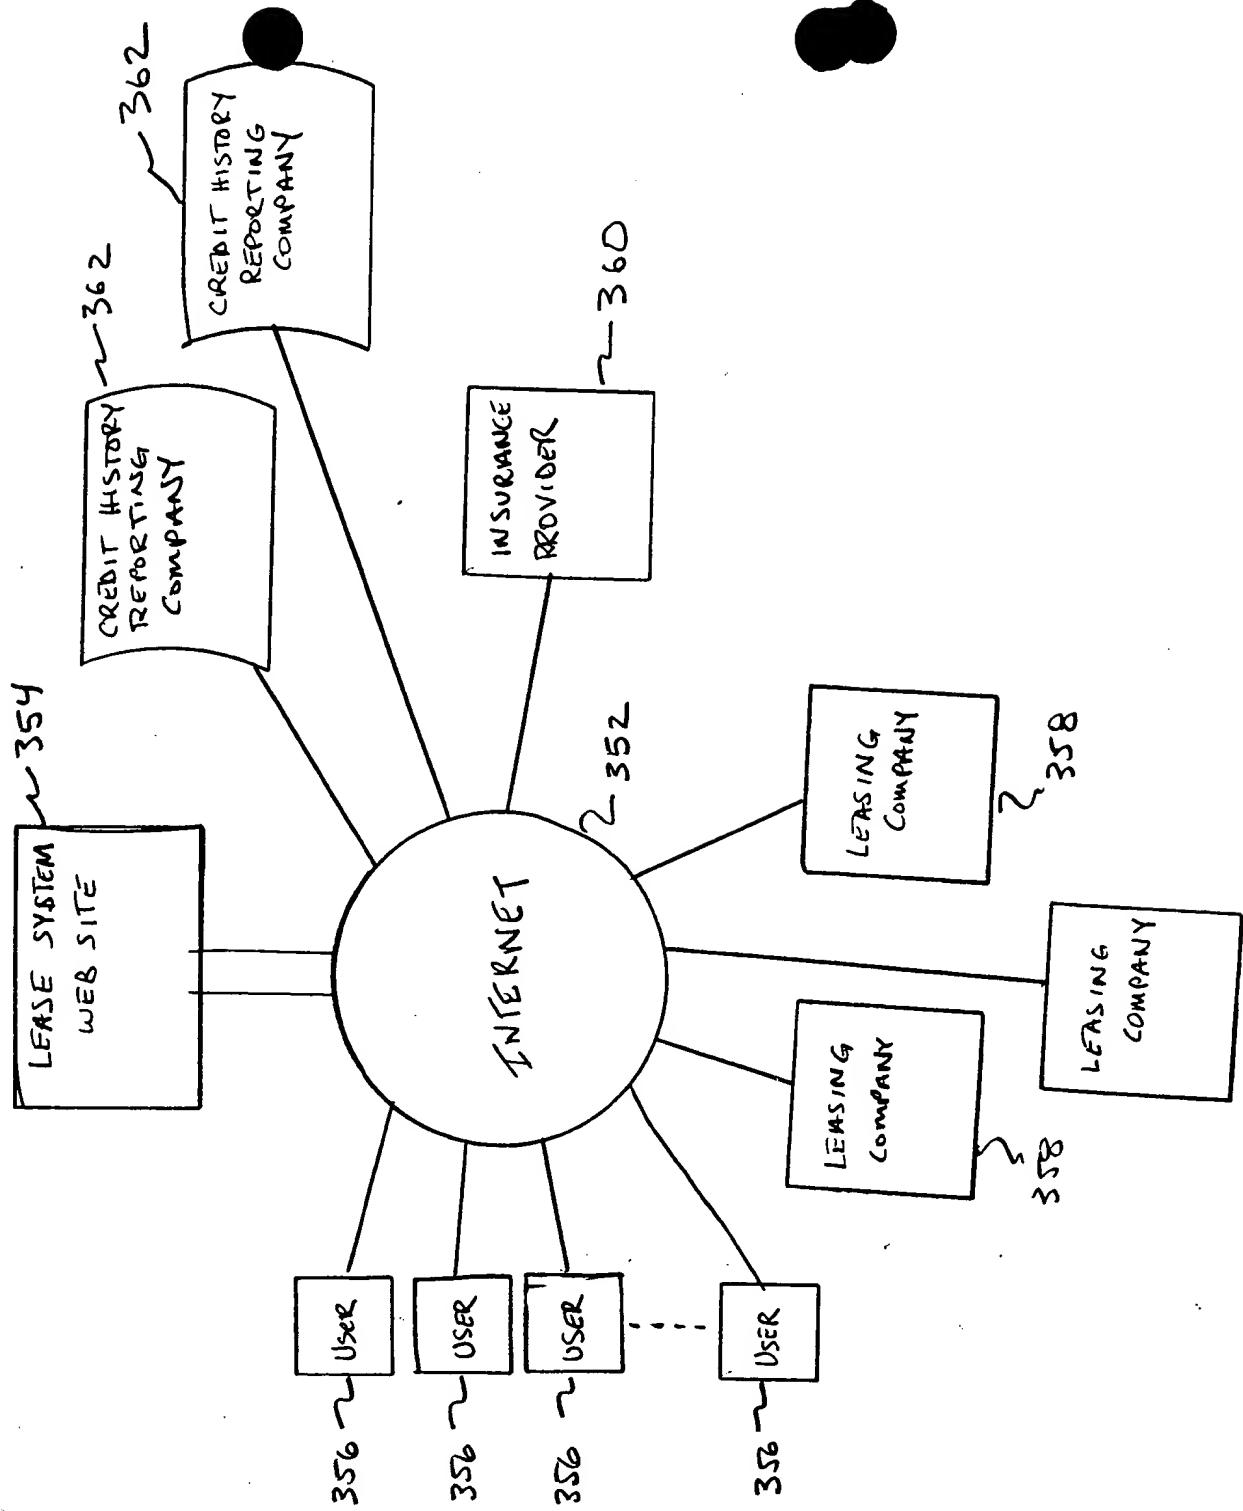 354
LEASE SYSTEM
WEB SITE
362
CREDIT HISTORY
REPORTING
COMPANY
362
CREDIT HISTORY
REPORTING
COMPANY
356
USER
356
USER
356
USER
356
USER
INTERNET
352
INSURANCE
PROVIDER
360
LEASING
COMPANY
358
LEASING
COMPANY
358
LEASING
COMPANY